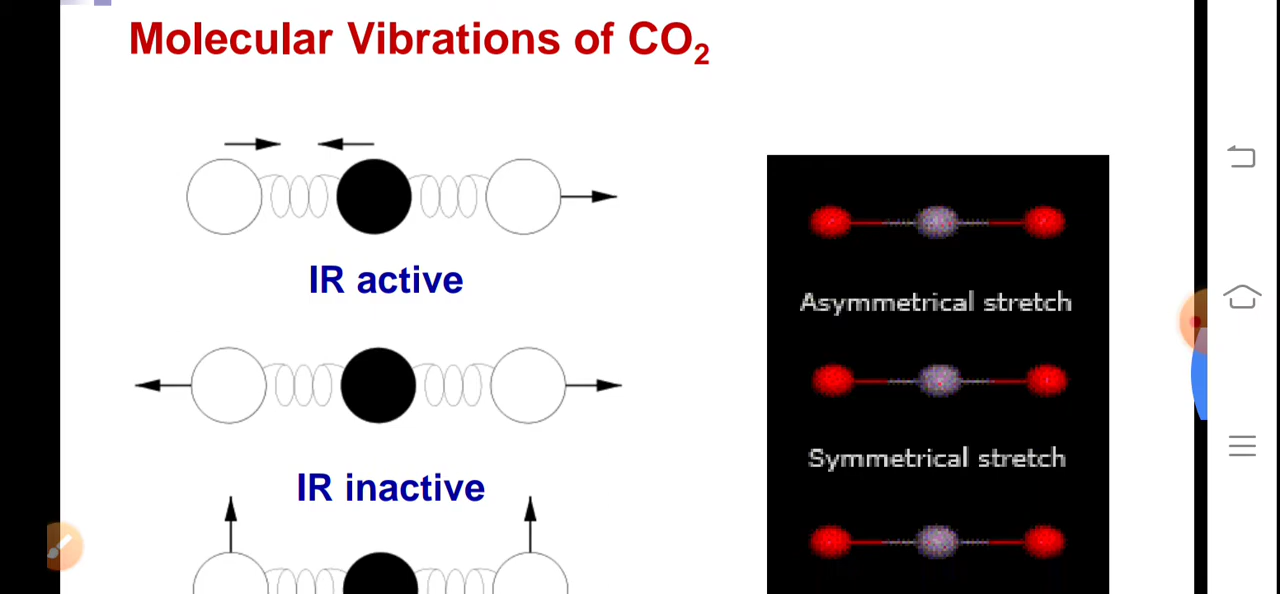 Molecular Vibrations of CO₂
IR active
Asymmetrical stretch
Symmetrical stretch
IR inactive